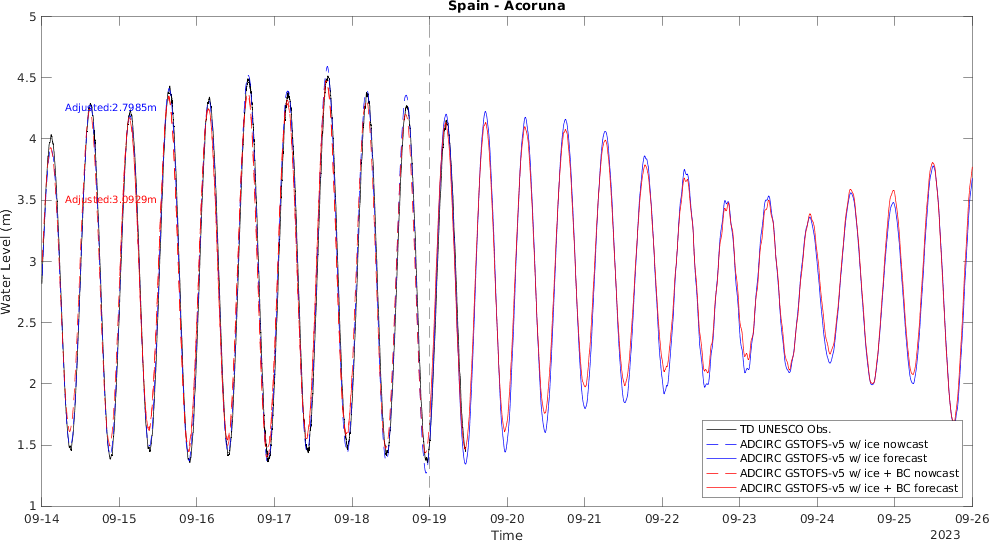 Spain - Acoruna
5
4.5
4
3.5
3
2.5
2
1.5
1
Water Level (m)
Adjusted:2.7985m
Adjusted:3.0929m
TD UNESCO Obs.
ADCIRC GSTOFS-v5 w/ ice nowcast
ADCIRC GSTOFS-v5 w/ ice forecast
ADCIRC GSTOFS-v5 w/ ice + BC nowcast
ADCIRC GSTOFS-v5 w/ ice + BC forecast
09-14 09-15 09-16 09-17 09-18 09-19 09-20 09-21 09-22 09-23 09-24 09-25 09-26
Time
2023